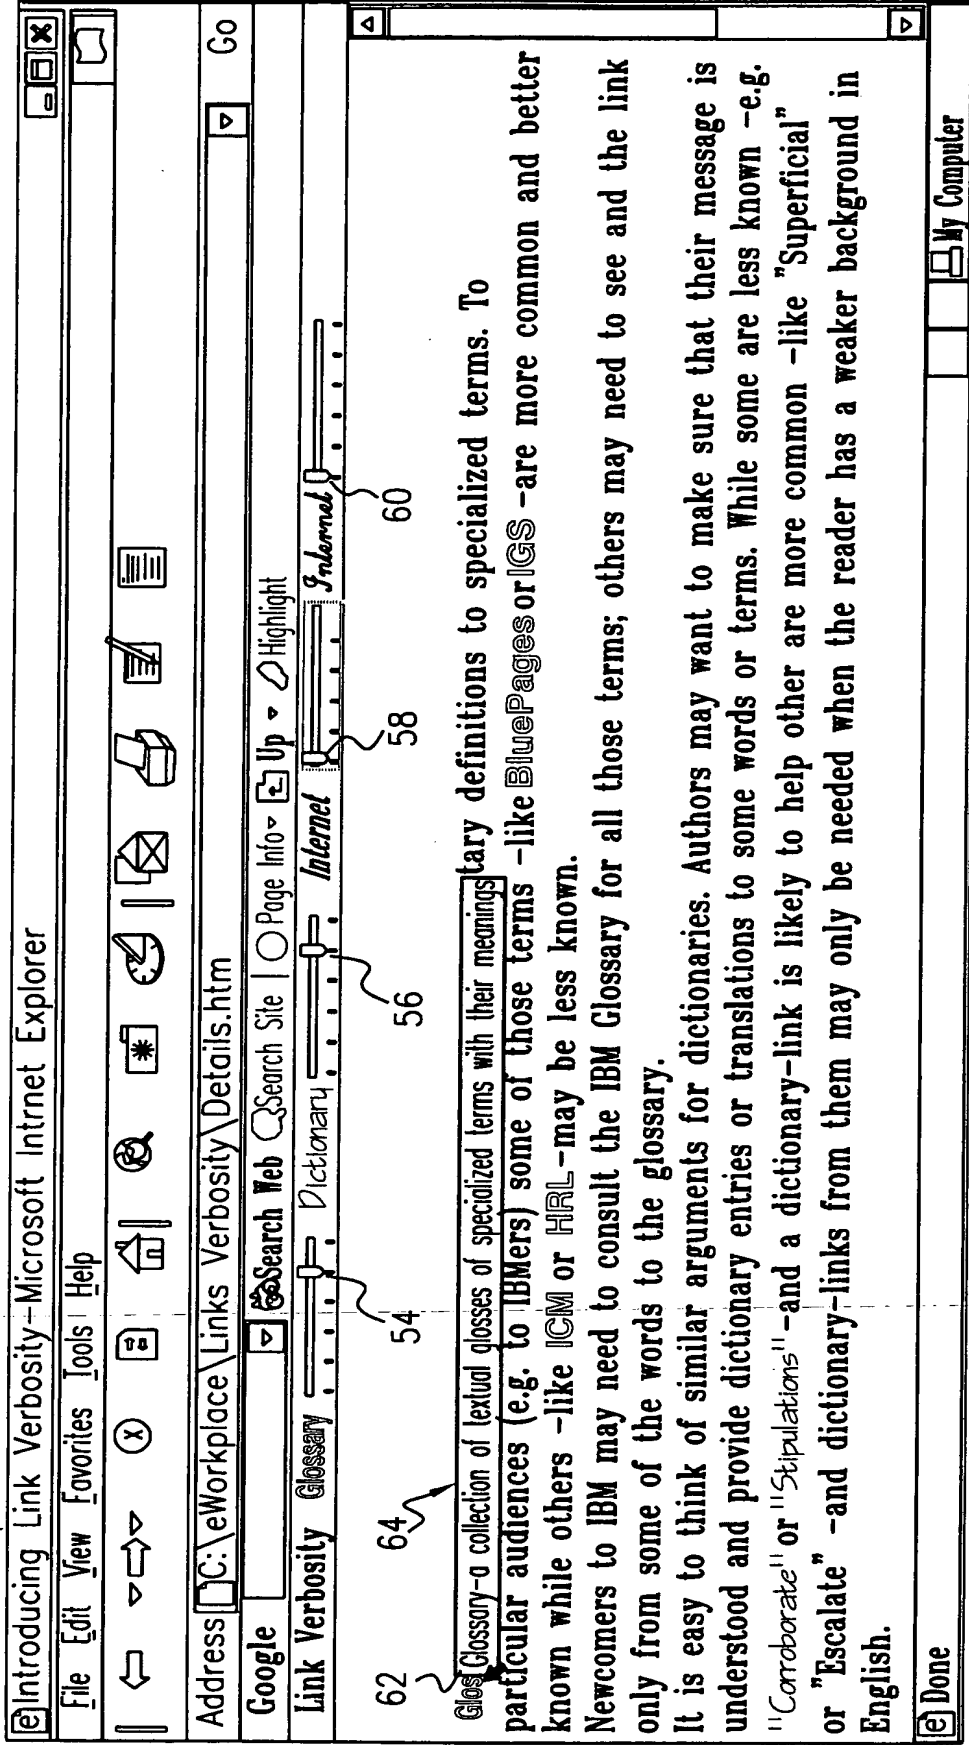 Introducing Link Verbosity-Microsoft Intrnet Explorer
File Edit View Favorites Tools Help
Address C:\eWorkplace\Links Verbosity\Details.htm Go
Google Search Web Search Site Page Info Up Highlight
Link Verbosity Glossary Dictionary Internet Internet
54 56 58 60
62 64
Glos Glossary-a collection of textual glosses of specialized terms with their meanings tary definitions to specialized terms. To
particular audiences (e.g. to IBMers) some of those terms -like BluePages or IGS -are more common and better
known while others -like ICM or HRL-may be less known.
Newcomers to IBM may need to consult the IBM Glossary for all those terms; others may need to see and the link
only from some of the words to the glossary.
It is easy to think of similar arguments for dictionaries. Authors may want to make sure that their message is
understood and provide dictionary entries or translations to some words or terms. While some are less known -e.g.
"Corroborate" or "Stipulations" -and a dictionary-link is likely to help other are more common -like "Superficial"
or "Escalate" -and dictionary-links from them may only be needed when the reader has a weaker background in
English.
Done My Computer